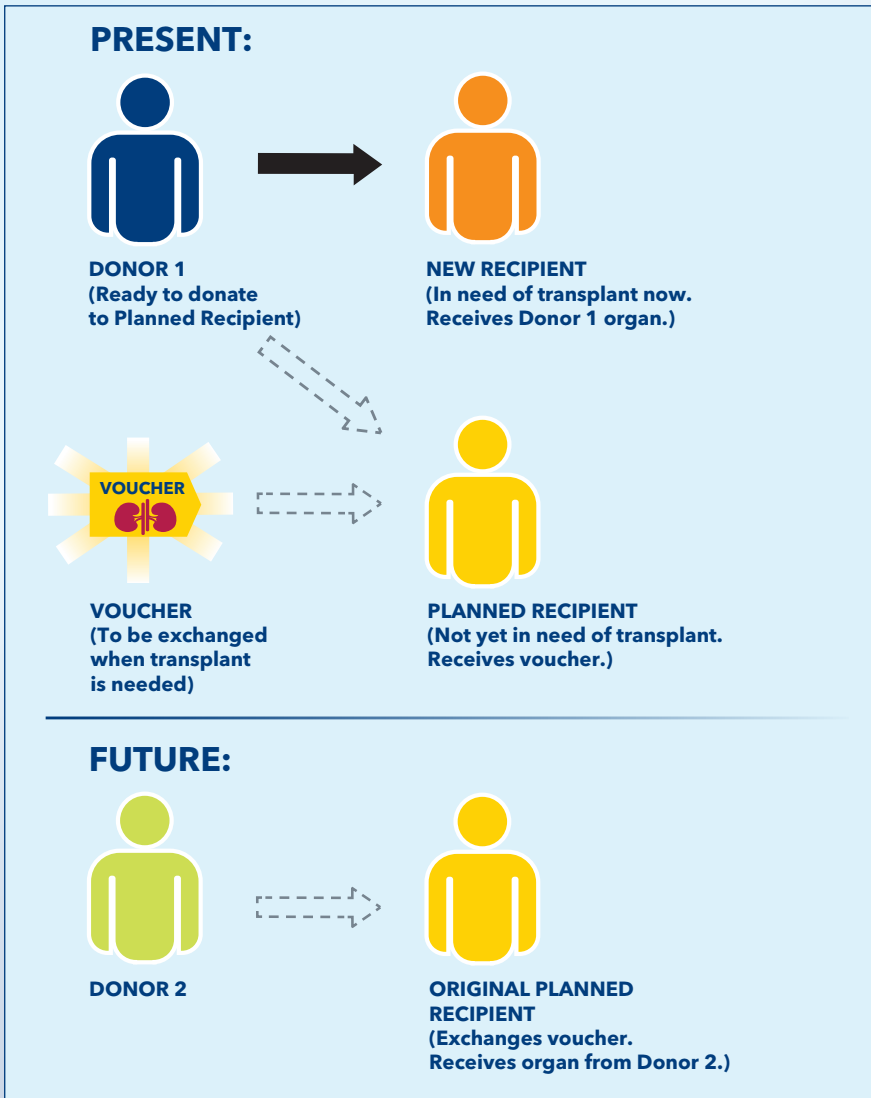 PRESENT:
DONOR 1
(Ready to donate
to Planned Recipient)
NEW RECIPIENT
(In need of transplant now.
Receives Donor 1 organ.)
VOUCHER
VOUCHER
(To be exchanged
when transplant
is needed)
PLANNED RECIPIENT
(Not yet in need of transplant.
Receives voucher.)
FUTURE:
DONOR 2
ORIGINAL PLANNED
RECIPIENT
(Exchanges voucher.
Receives organ from Donor 2.)